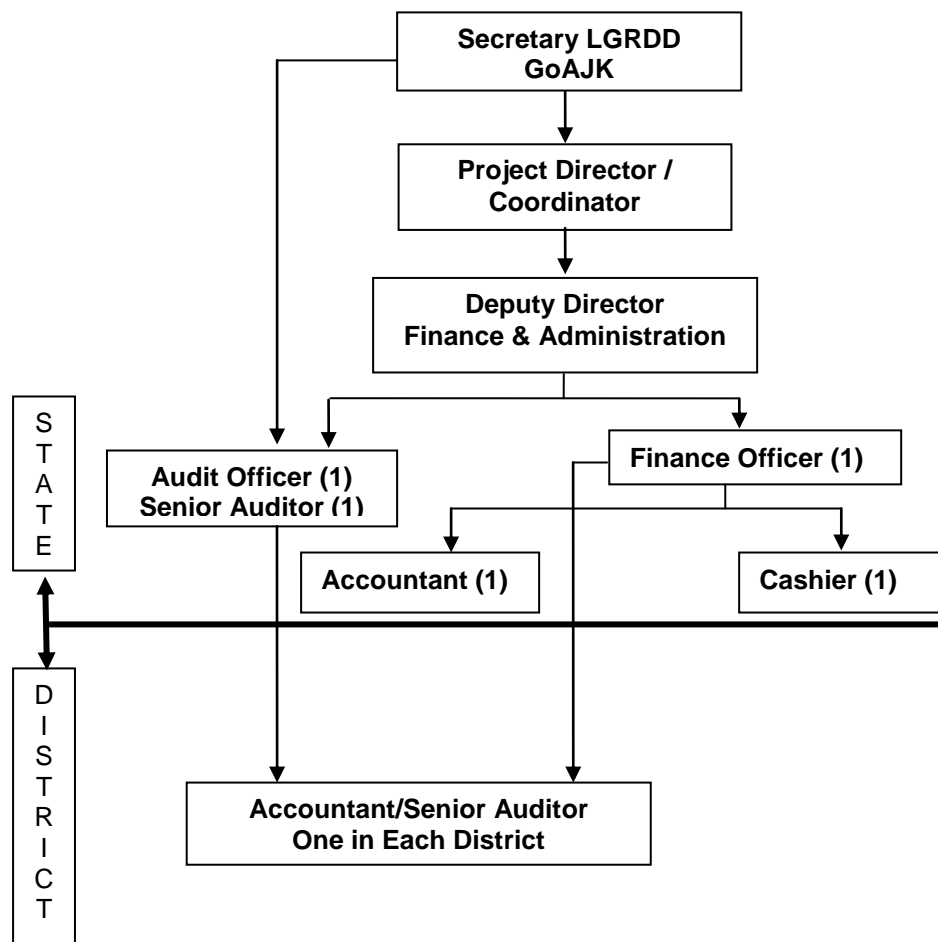 Secretary LGRDD
GoAJK
Project Director /
Coordinator
Deputy Director
Finance & Administration
S
T
A
T
E
Audit Officer (1)
Senior Auditor (1)
Finance Officer (1)
Accountant (1)
Cashier (1)
D
I
S
T
R
I
C
T
Accountant/Senior Auditor
One in Each District